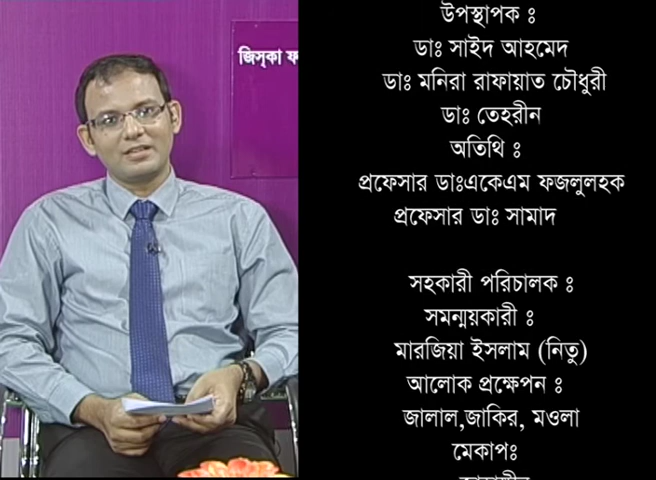 জিস্কা ফ
উপস্থাপক ঃ
ডাঃ সাইদ আহমেদ
ডাঃ মনিরা রাফায়াত চৌধুরী
ডাঃ তেহরীন
অতিথি ঃ
প্রফেসার ডাঃএকেএম ফজলুলহক
প্রফেসার ডাঃ সামাদ
সহকারী পরিচালক ঃ
সমন্ময়কারী ঃ
মারজিয়া ইসলাম (নিতু)
আলোক প্রক্ষেপন ঃ
জালাল,জাকির, মওলা
মেকাপঃ